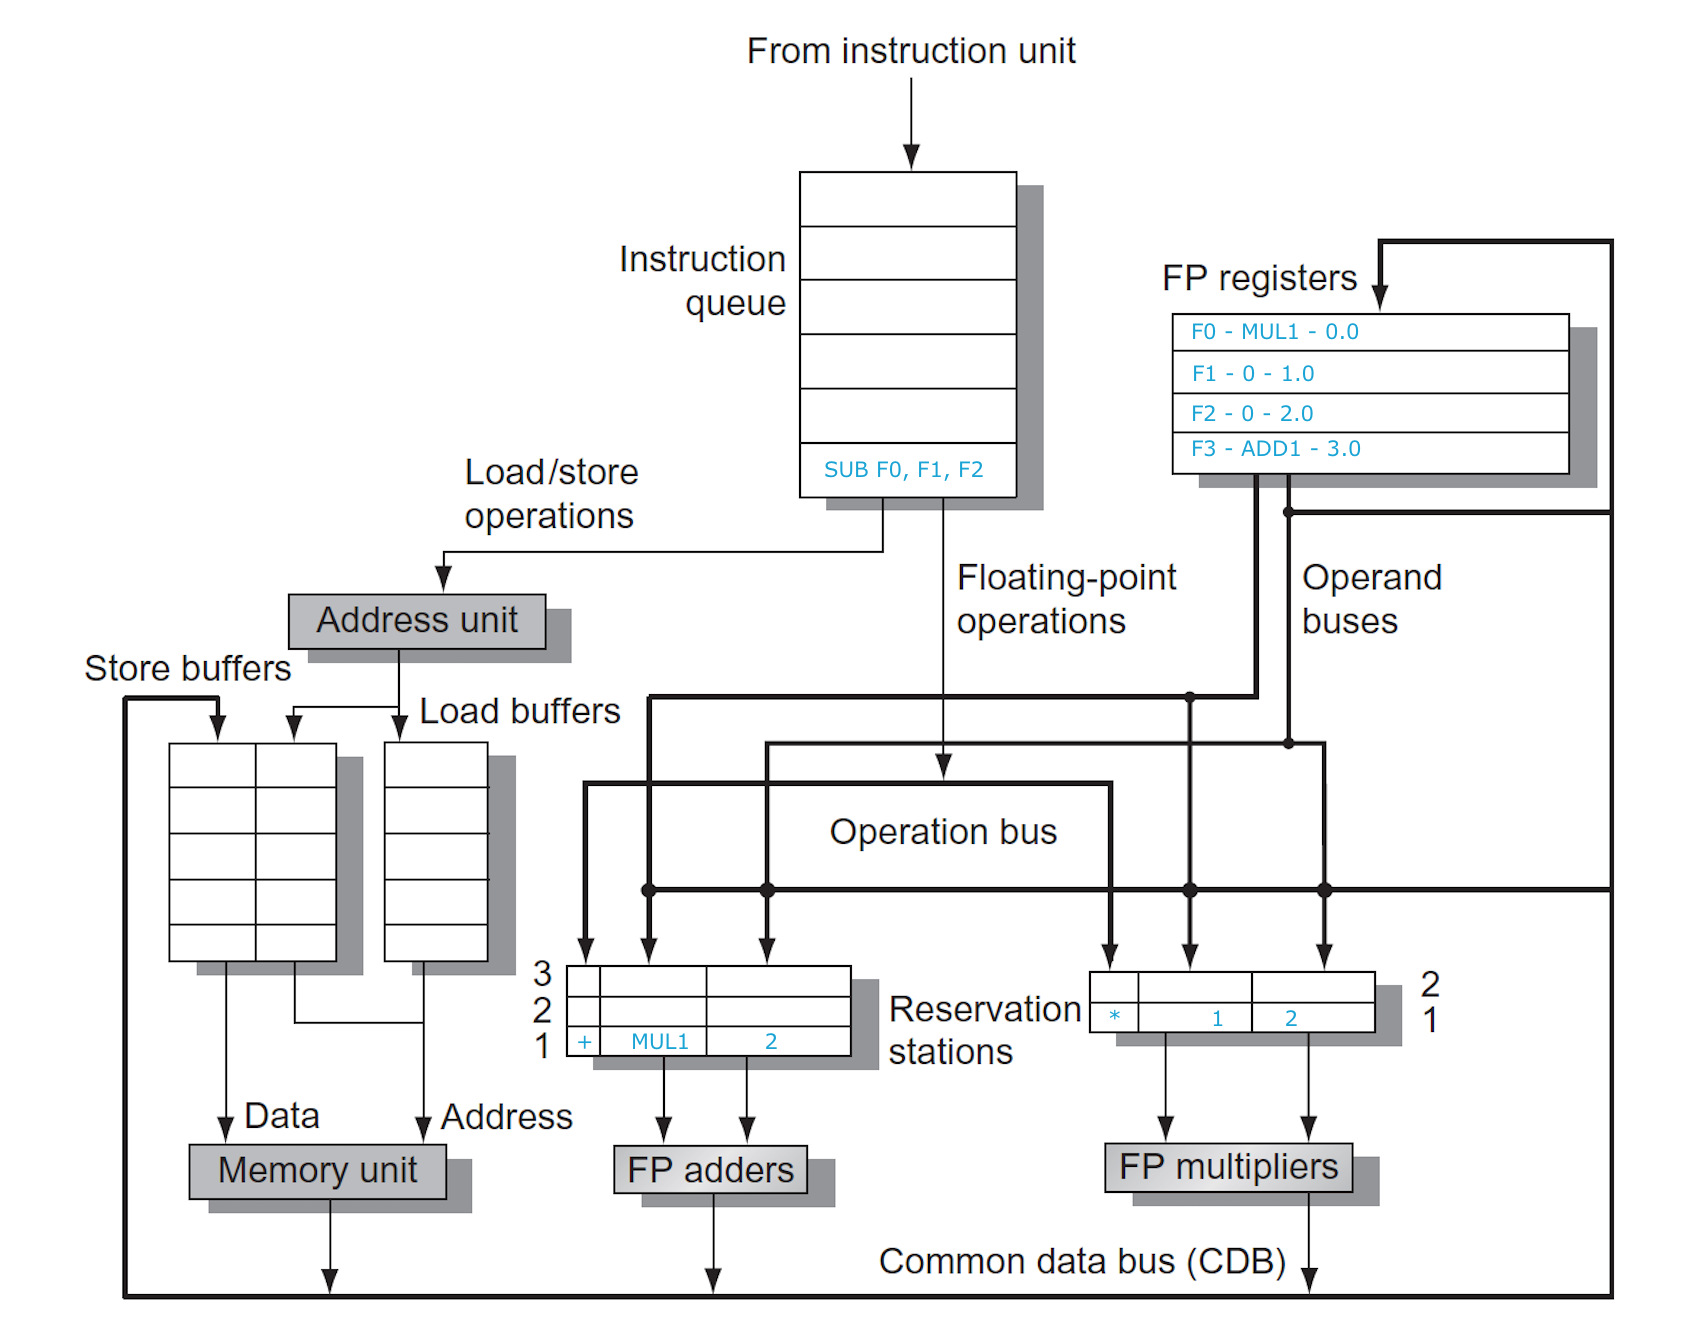 From instruction unit
Instruction
queue
FP registers
F0 - MUL1 - 0.0
F1 - 0 - 1.0
F2 - 0 - 2.0
F3 - ADD1 - 3.0
SUB F0, F1, F2
Load/store
operations
Floating-point
operations
Operand
buses
Address unit
Store buffers
Load buffers
Operation bus
3
2
1
+ MUL1 2
Reservation
stations
* 1 2
2
1
Data
Address
Memory unit
FP adders
FP multipliers
Common data bus (CDB)